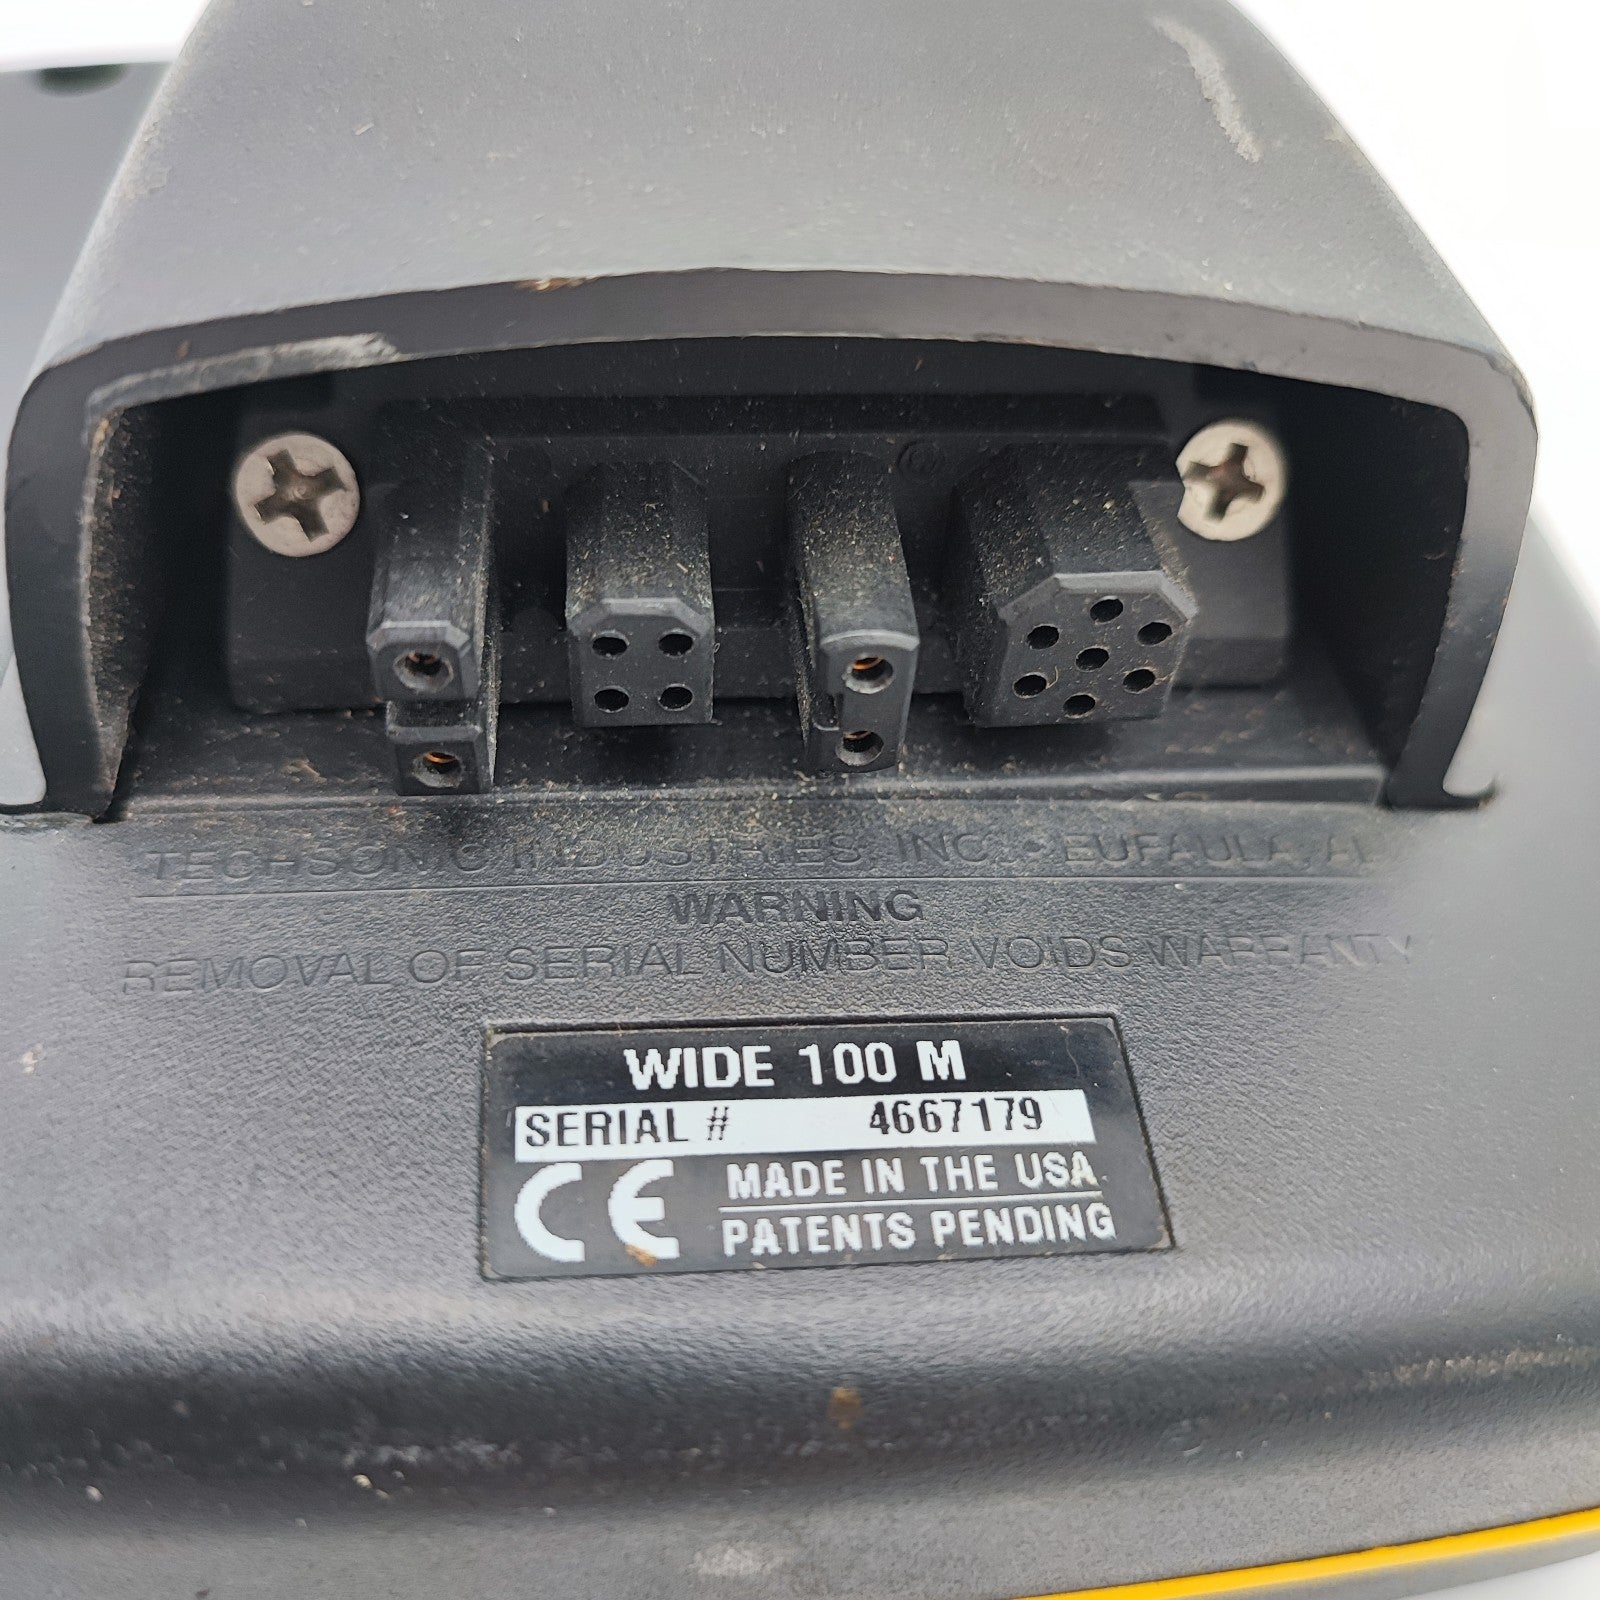 TECHSONIC INDUSTRIES, INC. • EUFAULA, AL
WARNING
REMOVAL OF SERIAL NUMBER VOIDS WARRANTY
WIDE 100 M
SERIAL # 4667179
CE MADE IN THE USA
PATENTS PENDING